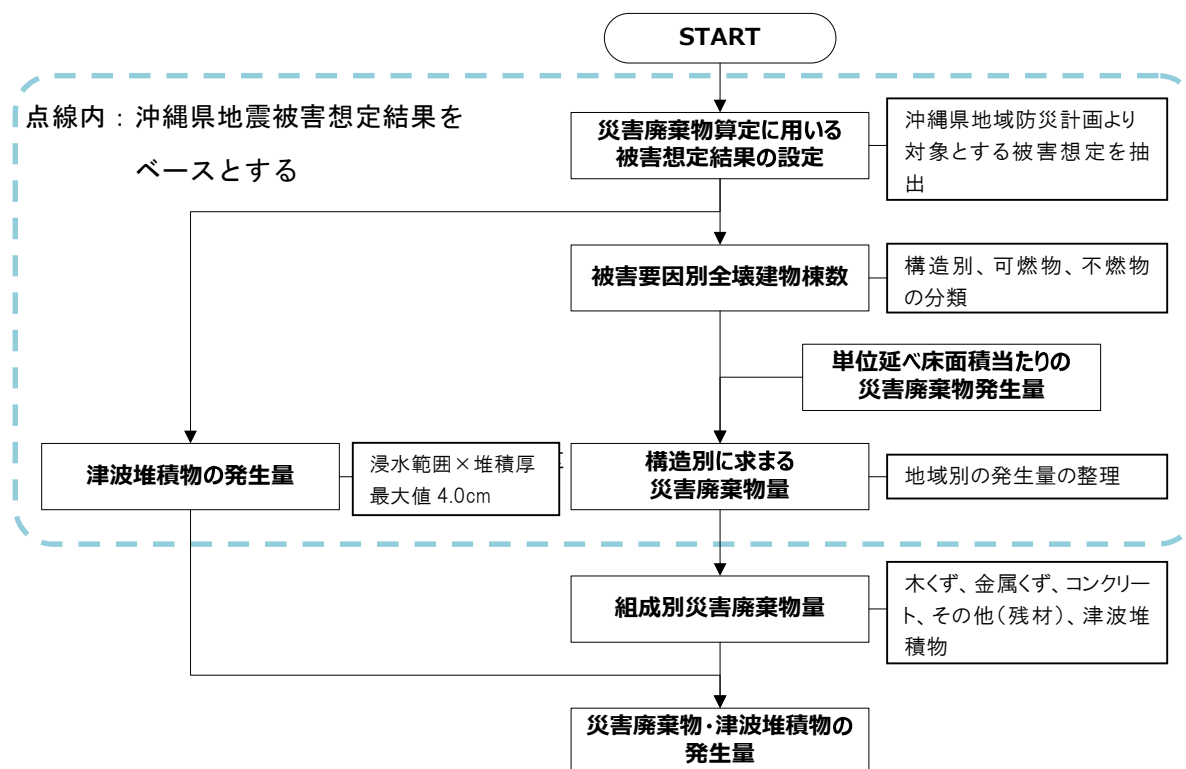 START
点線内：沖縄県地震被害想定結果を
ベースとする
災害廃棄物算定に用いる
被害想定結果の設定
沖縄県地域防災計画より
対象とする被害想定を抽
出
被害要因別全壊建物棟数
構造別、可燃物、不燃物
の分類
単位延べ床面積当たりの
災害廃棄物発生量
津波堆積物の発生量
浸水範囲×堆積厚
最大値 4.0cm
構造別に求まる
災害廃棄物量
地域別の発生量の整理
組成別災害廃棄物量
木くず、金属くず、コンクリー
ト、その他（残材）、津波堆
積物
災害廃棄物・津波堆積物の
発生量